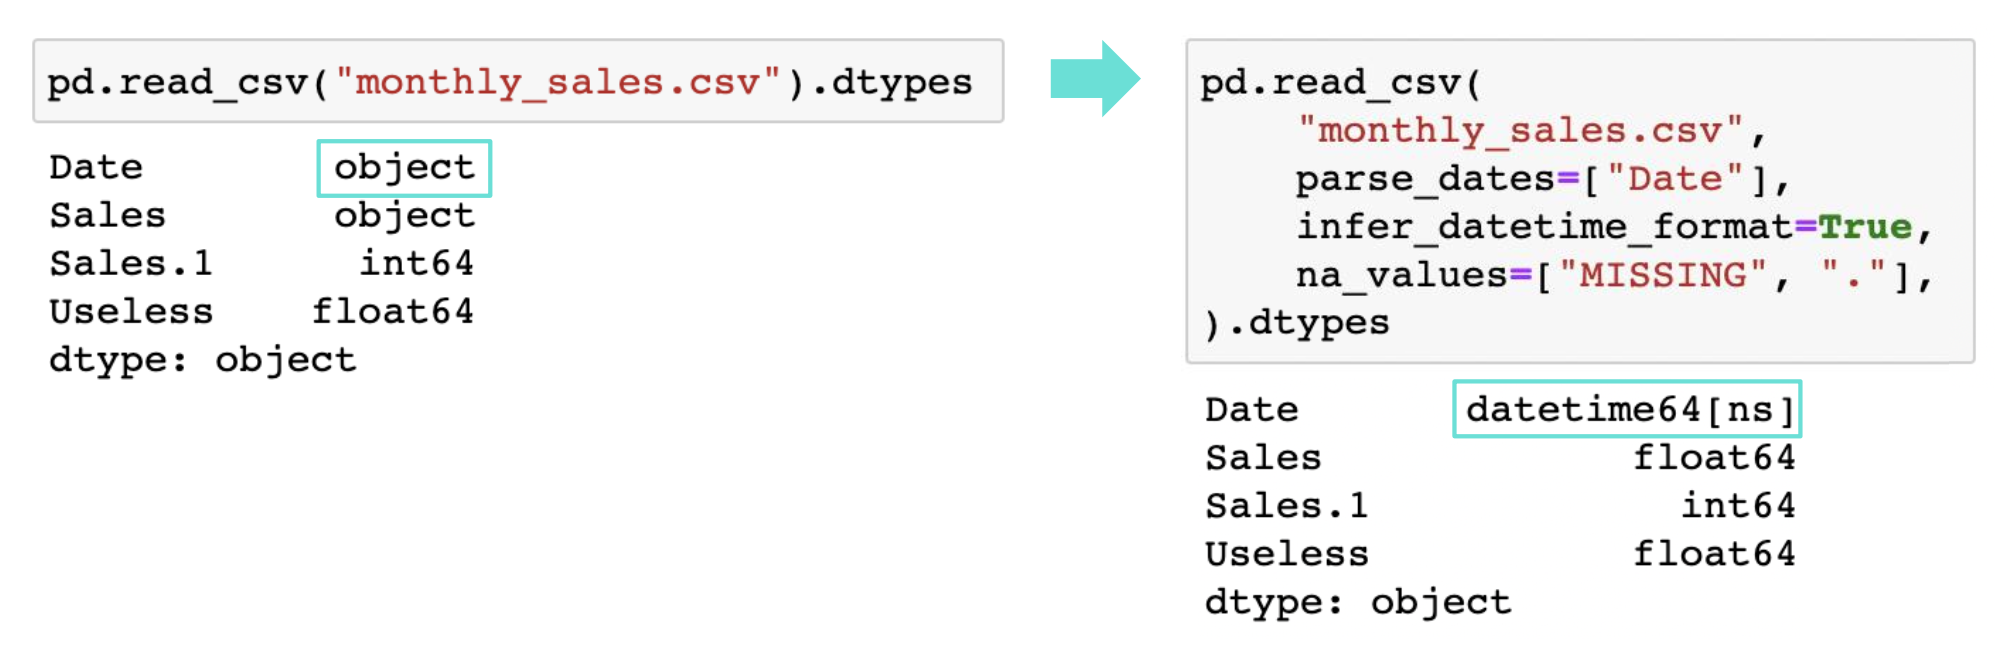 pd.read_csv("monthly_sales.csv").dtypes
Date object
Sales object
Sales.1 int64
Useless float64
dtype: object
pd.read_csv(
"monthly_sales.csv",
parse_dates=["Date"],
infer_datetime_format=True,
na_values=["MISSING", "."],
).dtypes
Date datetime64[ns]
Sales float64
Sales.1 int64
Useless float64
dtype: object